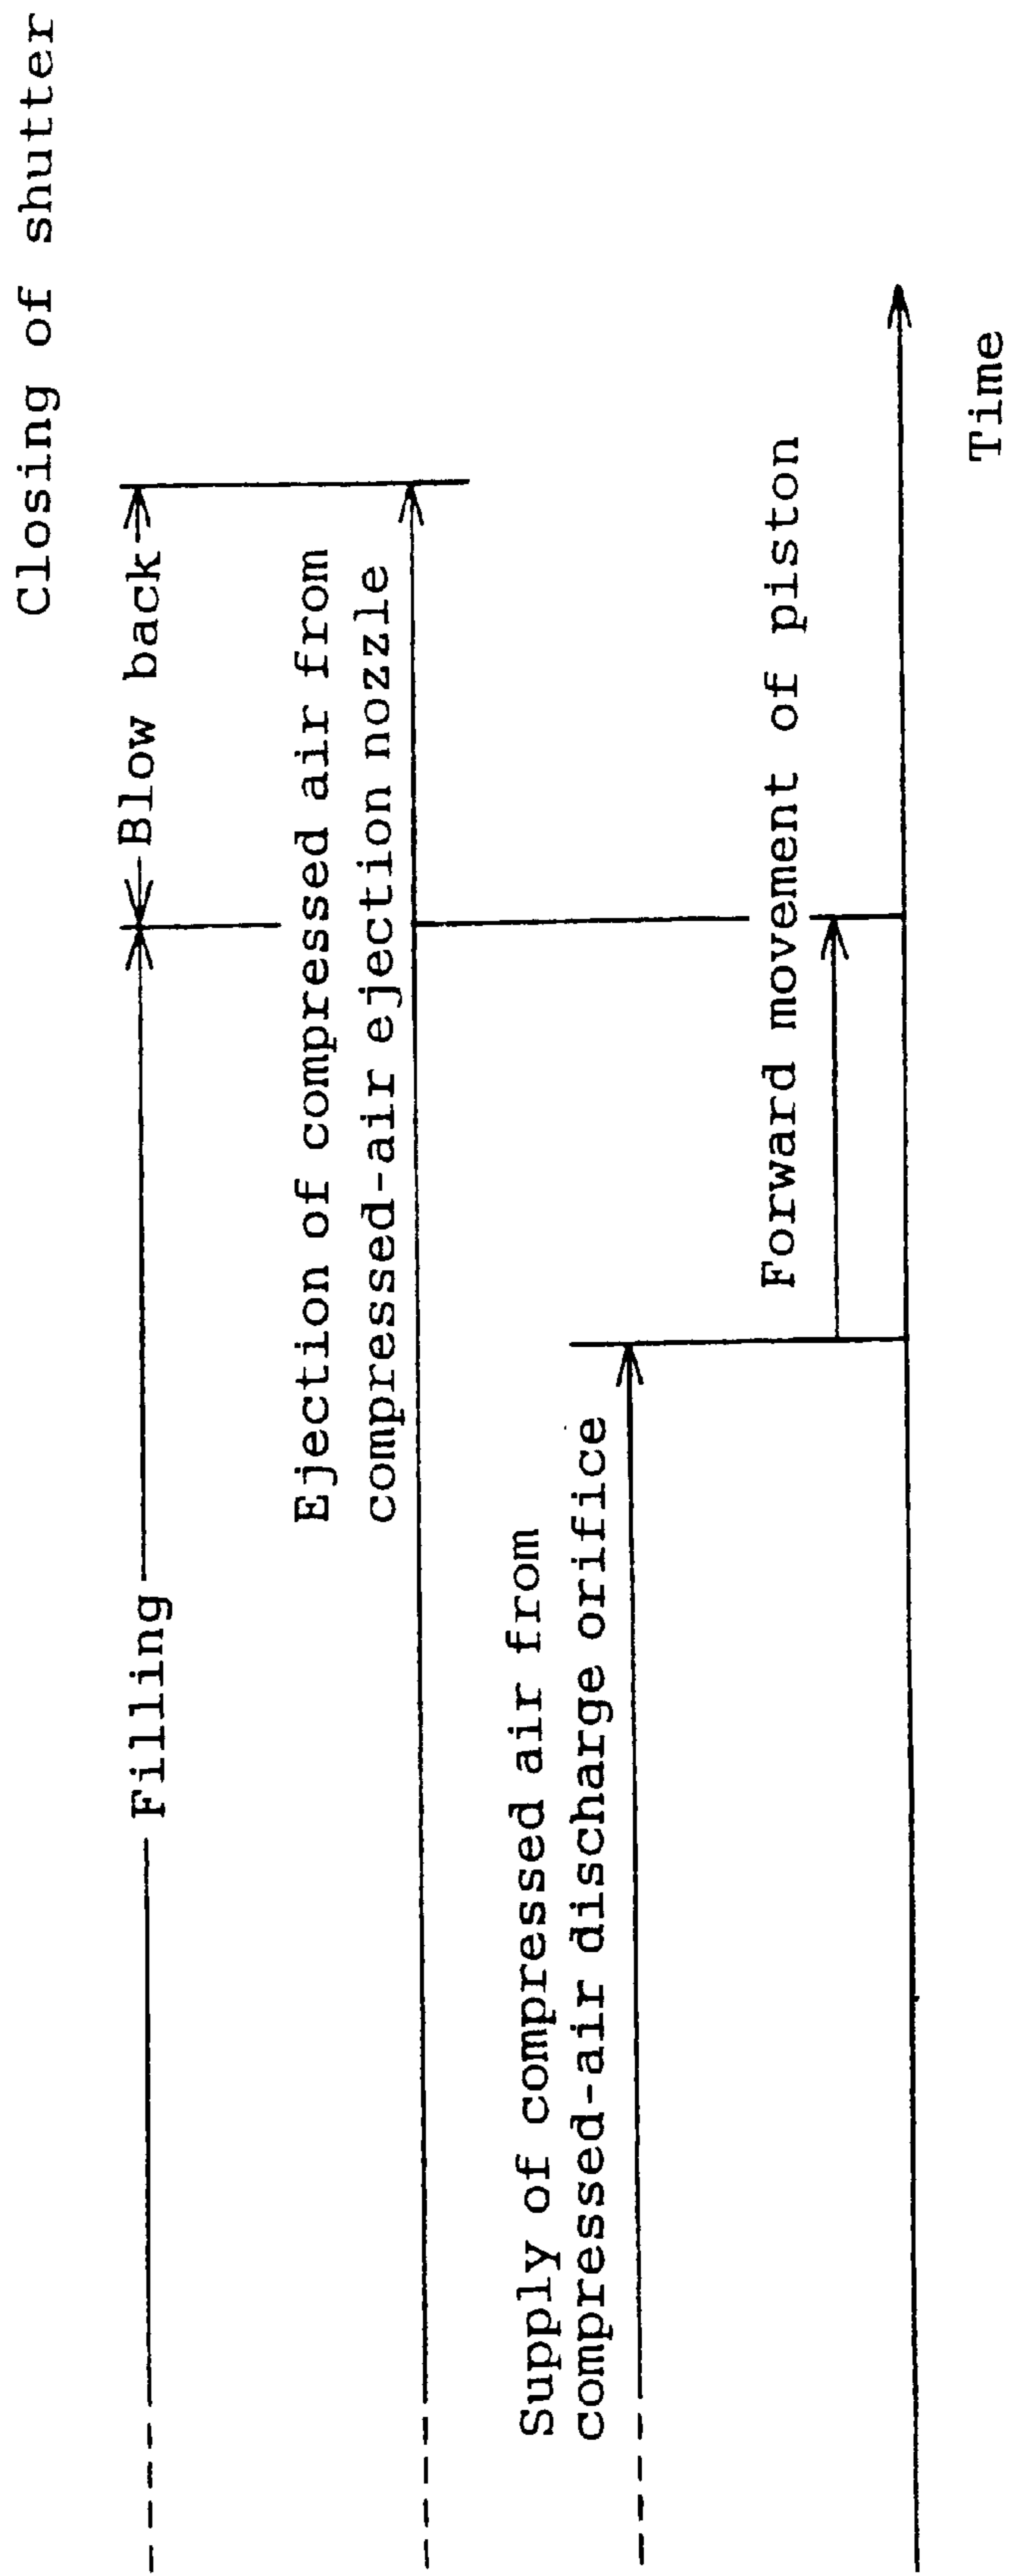 Closing of shutter
Filling
Blow back
Ejection of compressed air from
compressed-air ejection nozzle
Supply of compressed air from
compressed-air discharge orifice
Forward movement of piston
Time